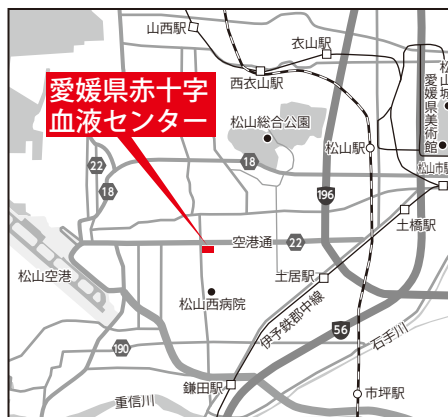 山西駅
衣山駅
西衣山駅
愛媛県赤十字
血液センター
松山総合公園
松山駅
松山城
愛媛県美術館
松山市駅
22
18
18
196
土橋駅
空港通
22
松山空港
土居駅
松山西病院
伊予鉄郡中線
56
石手川
190
鎌田駅
市坪駅
重信川